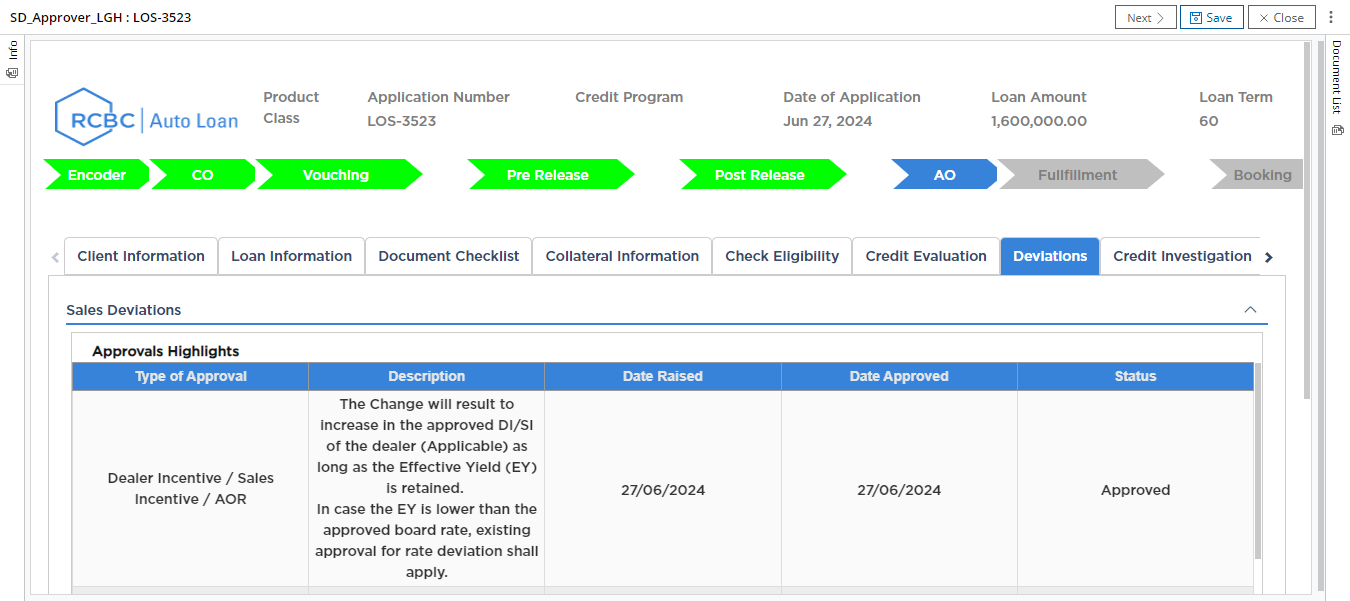 SD_Approver_LGH : LOS-3523
Next
Save
Close
Info
Document List
RCBC | Auto Loan
Product Class
Application Number
LOS-3523
Credit Program
Date of Application
Jun 27, 2024
Loan Amount
1,600,000.00
Loan Term
60
Encoder
CO
Vouching
Pre Release
Post Release
AO
Fullfillment
Booking
Client Information
Loan Information
Document Checklist
Collateral Information
Check Eligibility
Credit Evaluation
Deviations
Credit Investigation
Sales Deviations
Approvals Highlights
Type of Approval
Description
Date Raised
Date Approved
Status
Dealer Incentive / Sales
Incentive / AOR
The Change will result to
increase in the approved DI/SI
of the dealer (Applicable) as
long as the Effective Yield (EY)
is retained.
In case the EY is lower than the
approved board rate, existing
approval for rate deviation shall
apply.
27/06/2024
27/06/2024
Approved